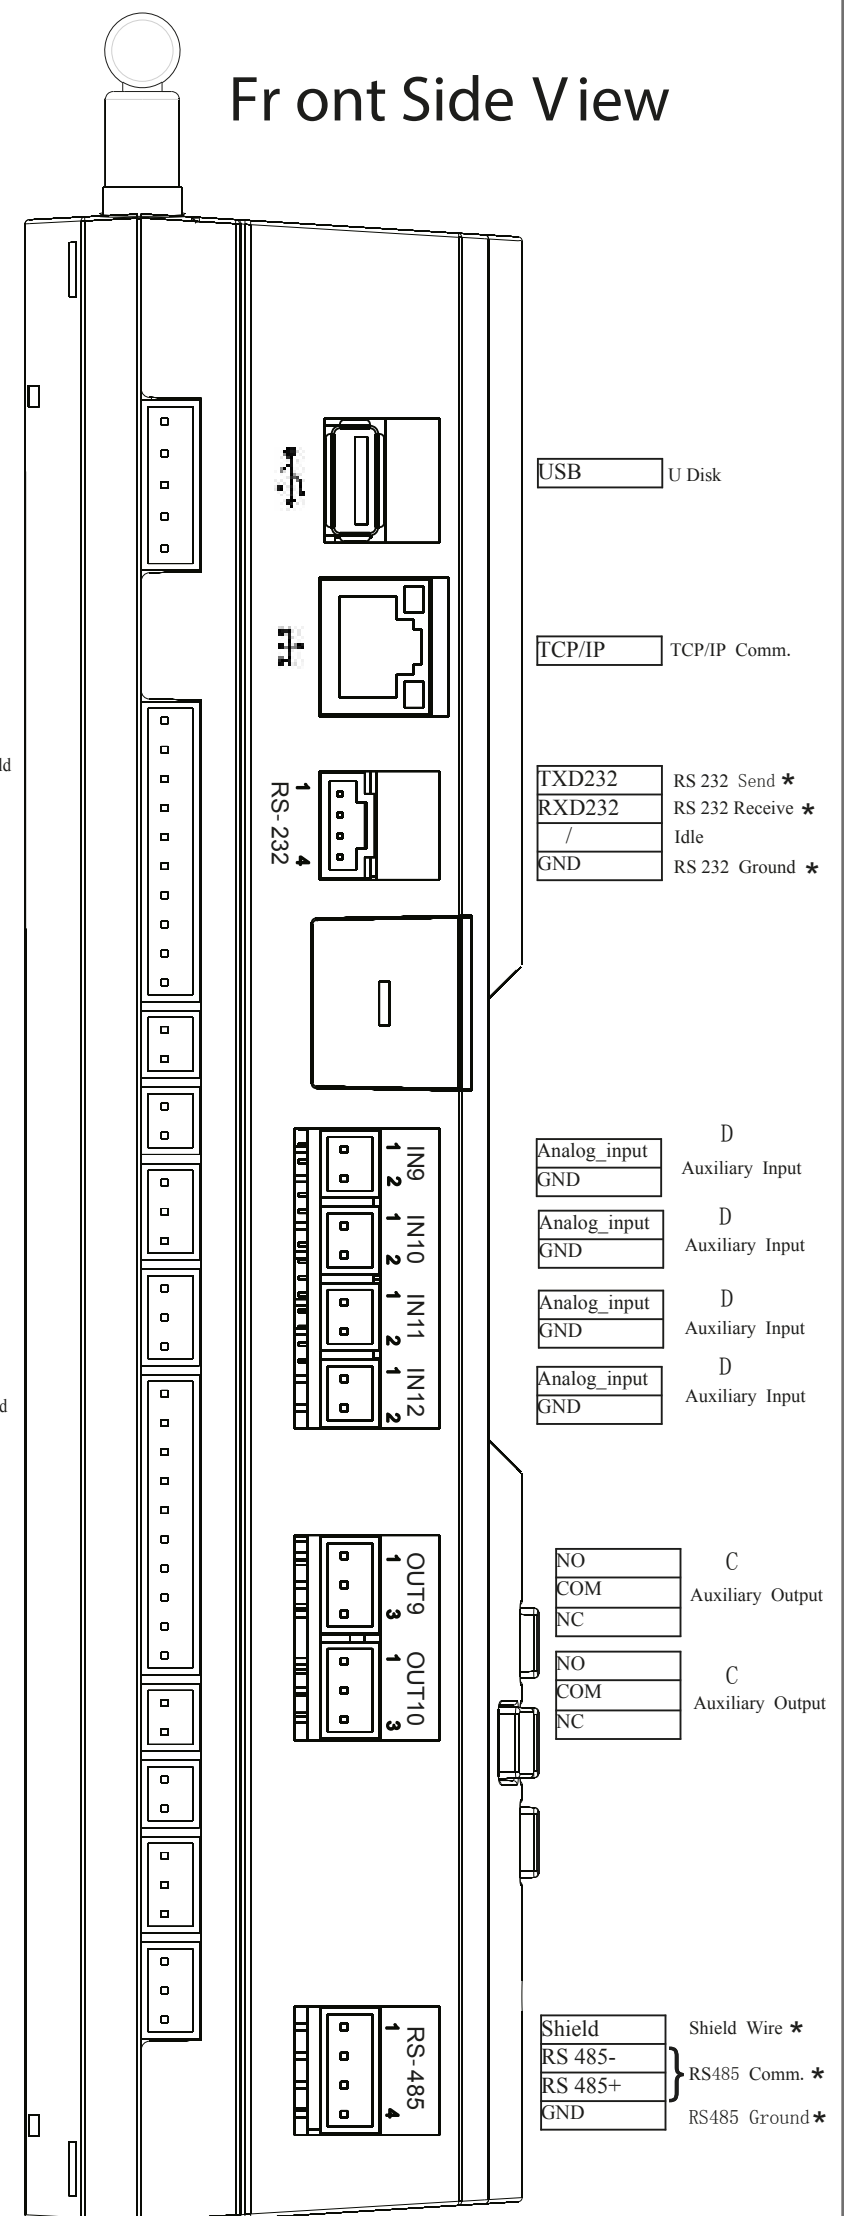 Fr ont Side View
USB U Disk
TCP/IP TCP/IP Comm.
ld
1
RS-232
4
TXD232 RS 232 Send *
RXD232 RS 232 Receive *
/ Idle
GND RS 232 Ground *
IN9
1
2
Analog_input D
GND Auxiliary Input
IN10
1
2
Analog_input D
GND Auxiliary Input
IN11
1
2
Analog_input D
GND Auxiliary Input
IN12
1
2
Analog_input D
GND Auxiliary Input
d
OUT9
1
3
NO C
COM Auxiliary Output
NC
OUT10
1
3
NO C
COM Auxiliary Output
NC
RS-485
1
4
Shield Shield Wire *
RS 485-
RS 485+ } RS485 Comm. *
GND RS485 Ground *